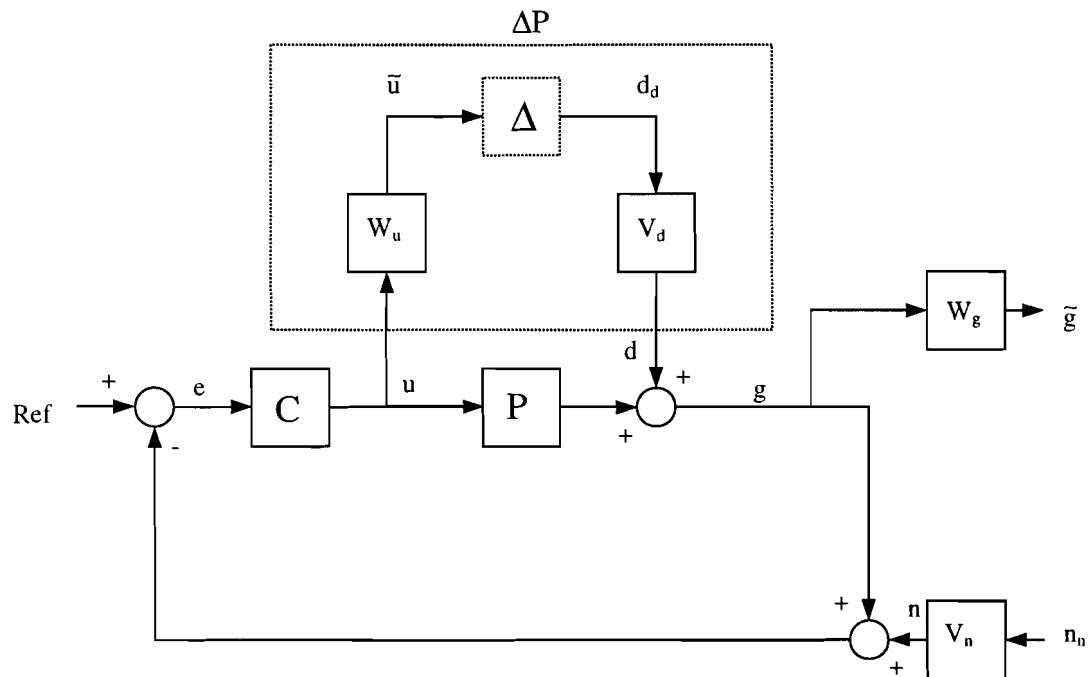 ΔP
ũ
Δ
d_d
W_u
V_d
W_g
g̃
d
+
+
e
u
g
Ref
C
P
+
-
+
+
n
V_n
n_n
+